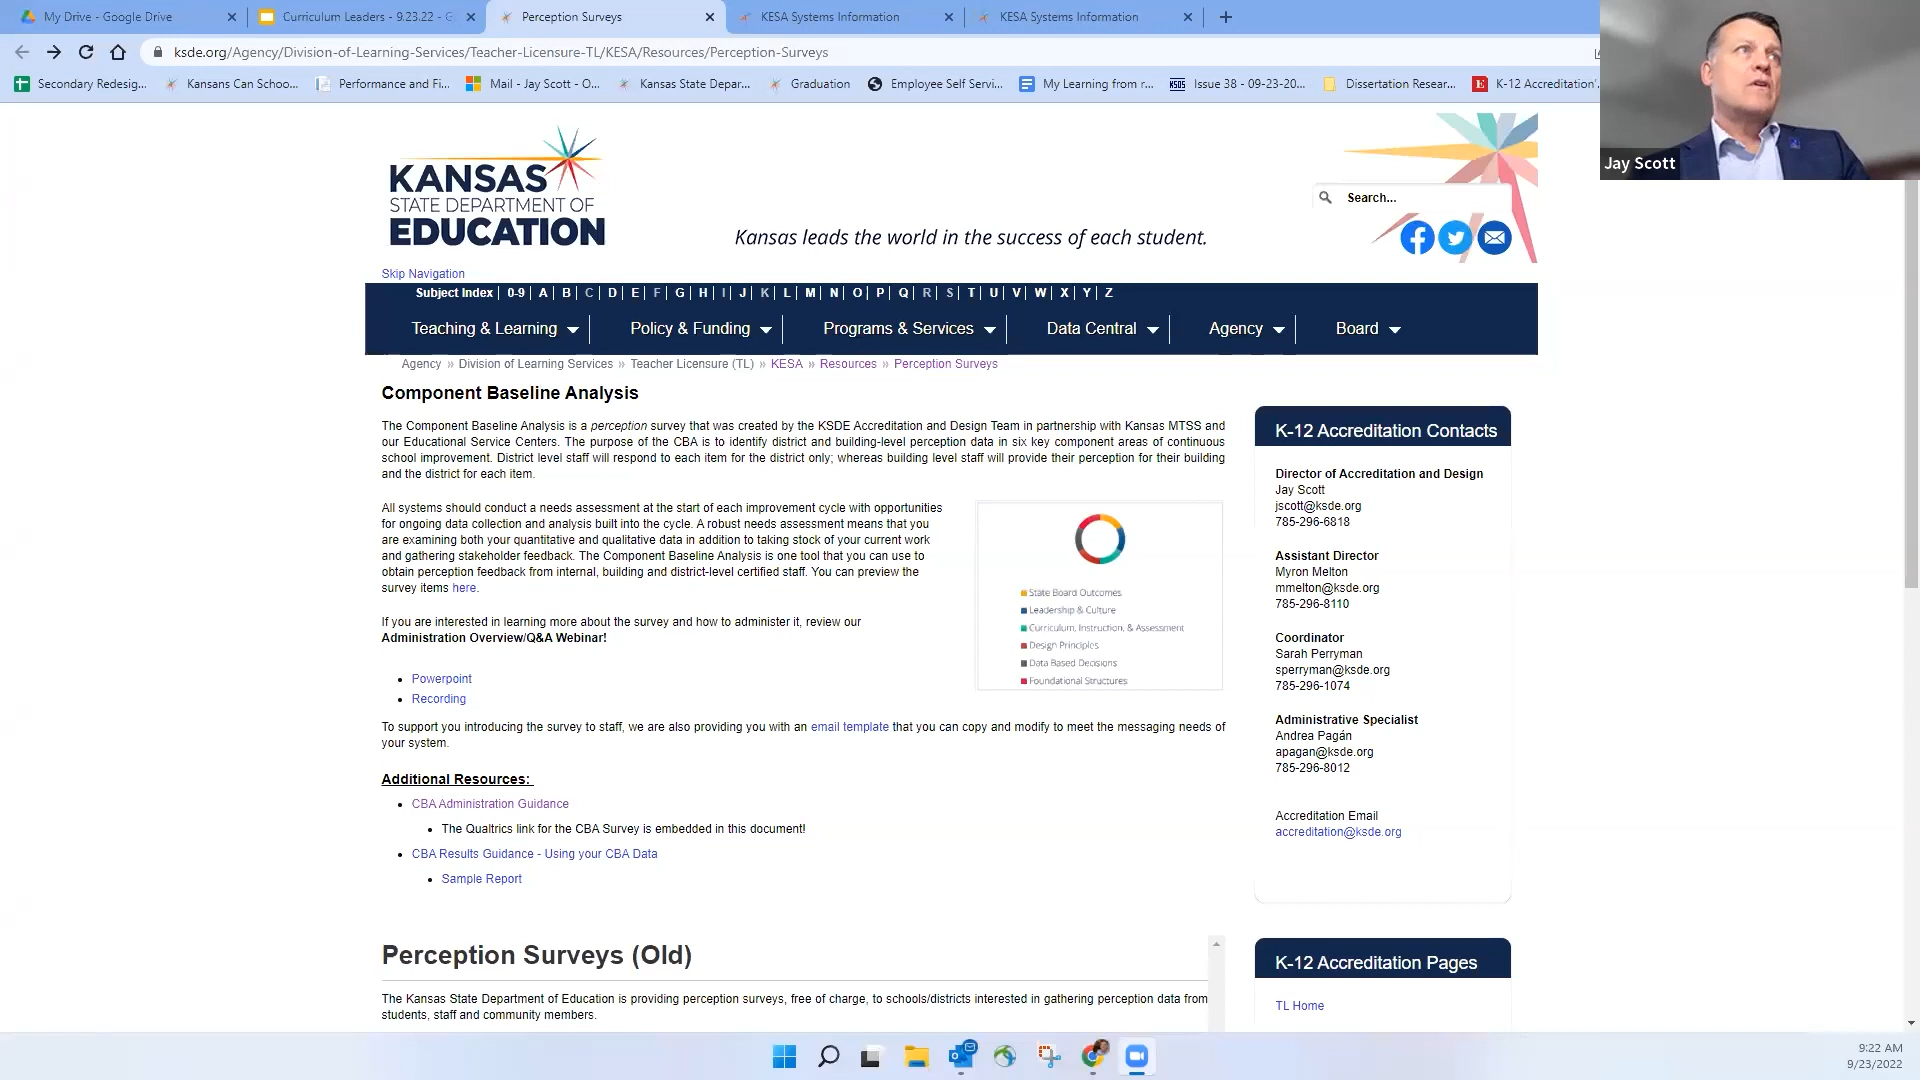 My Drive - Google Drive
Curriculum Leaders - 9.23.22 - G
Perception Surveys
KESA Systems Information
KESA Systems Information
ksde.org/Agency/Division-of-Learning-Services/Teacher-Licensure-TL/KESA/Resources/Perception-Surveys
Secondary Redesig...
Kansans Can Schoo...
Performance and Fi...
Mail - Jay Scott - O...
Kansas State Depar...
Graduation
Employee Self Servi...
My Learning from r...
KSDS
Issue 38 - 09-23-20...
Dissertation Resear...
E
K-12 Accreditation'
Jay Scott
KANSAS
STATE DEPARTMENT OF
EDUCATION
Kansas leads the world in the success of each student.
Search...
Skip Navigation
Subject Index | 0-9 | A | B | C | D | E | F | G | H | I | J | K | L | M | N | O | P | Q | R | S | T | U | V | W | X | Y | Z
Teaching & Learning
Policy & Funding
Programs & Services
Data Central
Agency
Board
Agency » Division of Learning Services » Teacher Licensure (TL) » KESA » Resources » Perception Surveys
Component Baseline Analysis
The Component Baseline Analysis is a perception survey that was created by the KSDE Accreditation and Design Team in partnership with Kansas MTSS and
our Educational Service Centers. The purpose of the CBA is to identify district and building-level perception data in six key component areas of continuous
school improvement. District level staff will respond to each item for the district only; whereas building level staff will provide their perception for their building
and the district for each item.
All systems should conduct a needs assessment at the start of each improvement cycle with opportunities
for ongoing data collection and analysis built into the cycle. A robust needs assessment means that you
are examining both your quantitative and qualitative data in addition to taking stock of your current work
and gathering stakeholder feedback. The Component Baseline Analysis is one tool that you can use to
obtain perception feedback from internal, building and district-level certified staff. You can preview the
survey items here.
State Board Outcomes
Leadership & Culture
Curriculum, Instruction, & Assessment
Design Principles
Data Based Decisions
Foundational Structures
If you are interested in learning more about the survey and how to administer it, review our
Administration Overview/Q&A Webinar!
• Powerpoint
• Recording
To support you introducing the survey to staff, we are also providing you with an email template that you can copy and modify to meet the messaging needs of
your system.
Additional Resources:
• CBA Administration Guidance
• The Qualtrics link for the CBA Survey is embedded in this document!
• CBA Results Guidance - Using your CBA Data
• Sample Report
Perception Surveys (Old)
The Kansas State Department of Education is providing perception surveys, free of charge, to schools/districts interested in gathering perception data from
students, staff and community members.
K-12 Accreditation Contacts
Director of Accreditation and Design
Jay Scott
jscott@ksde.org
785-296-6818
Assistant Director
Myron Melton
mmelton@ksde.org
785-296-8110
Coordinator
Sarah Perryman
sperryman@ksde.org
785-296-1074
Administrative Specialist
Andrea Pagán
apagan@ksde.org
785-296-8012
Accreditation Email
accreditation@ksde.org
K-12 Accreditation Pages
TL Home
9:22 AM
9/23/2022